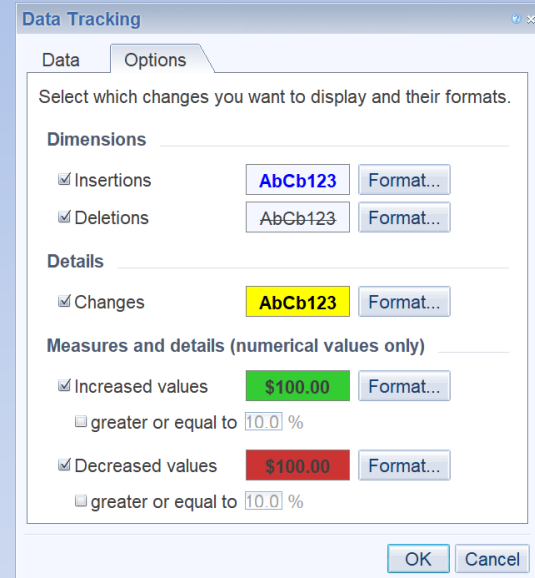 Data Tracking
Data Options
Select which changes you want to display and their formats.
Dimensions
Insertions AbCb123 Format...
Deletions AbCb123 Format...
Details
Changes AbCb123 Format...
Measures and details (numerical values only)
Increased values $100.00 Format...
greater or equal to 10.0 %
Decreased values $100.00 Format...
greater or equal to 10.0 %
OK Cancel